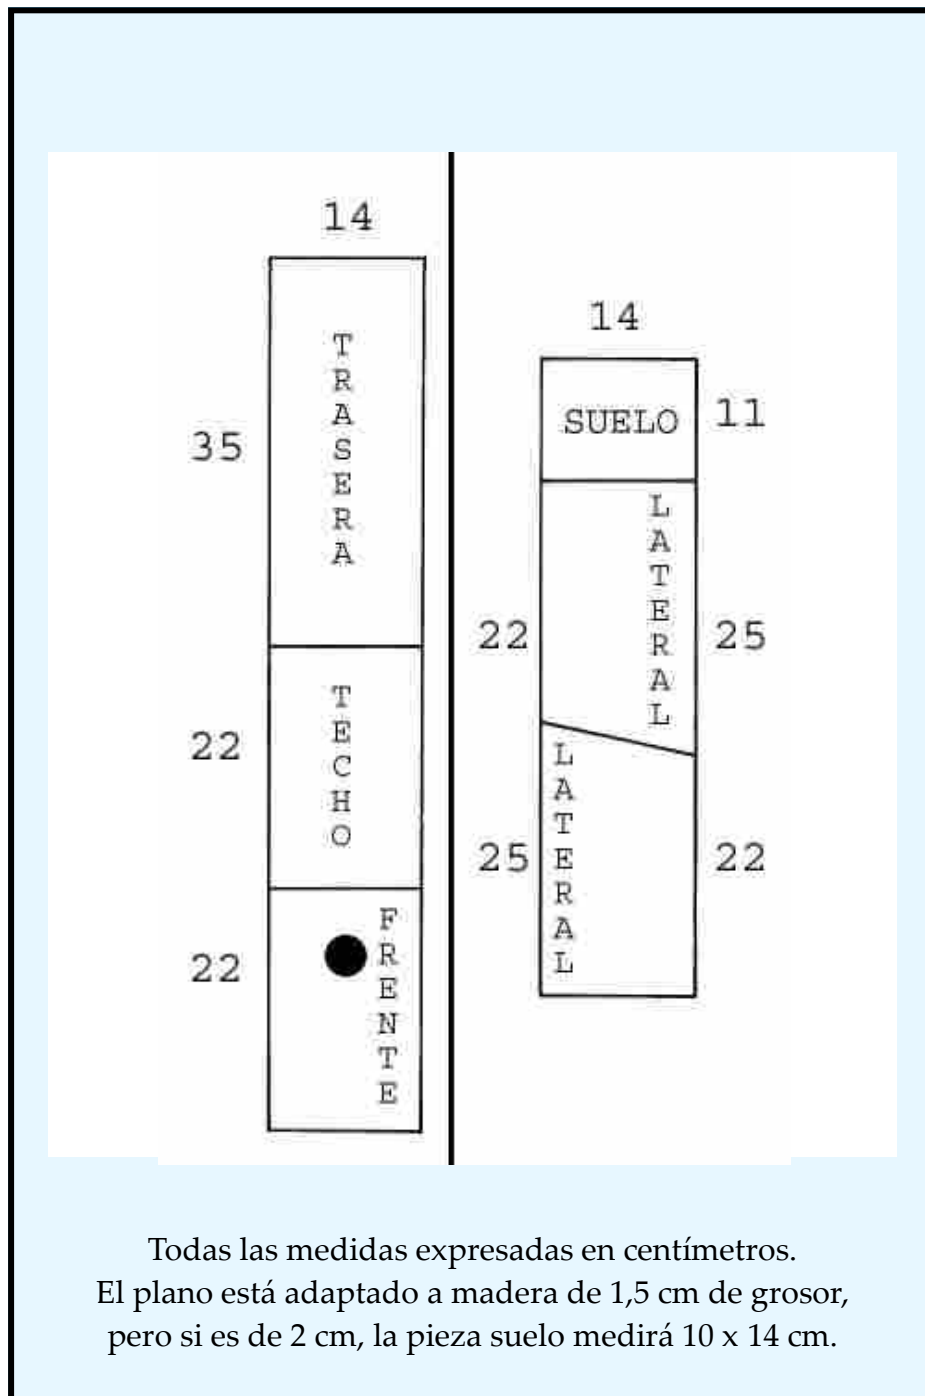 14
TRASERA
35
TECHO
22
FRENTE
22
14
SUELO
11
LATERAL
22
25
LATERAL
25
22
Todas las medidas expresadas en centímetros.
El plano está adaptado a madera de 1,5 cm de grosor,
pero si es de 2 cm, la pieza suelo medirá 10 x 14 cm.